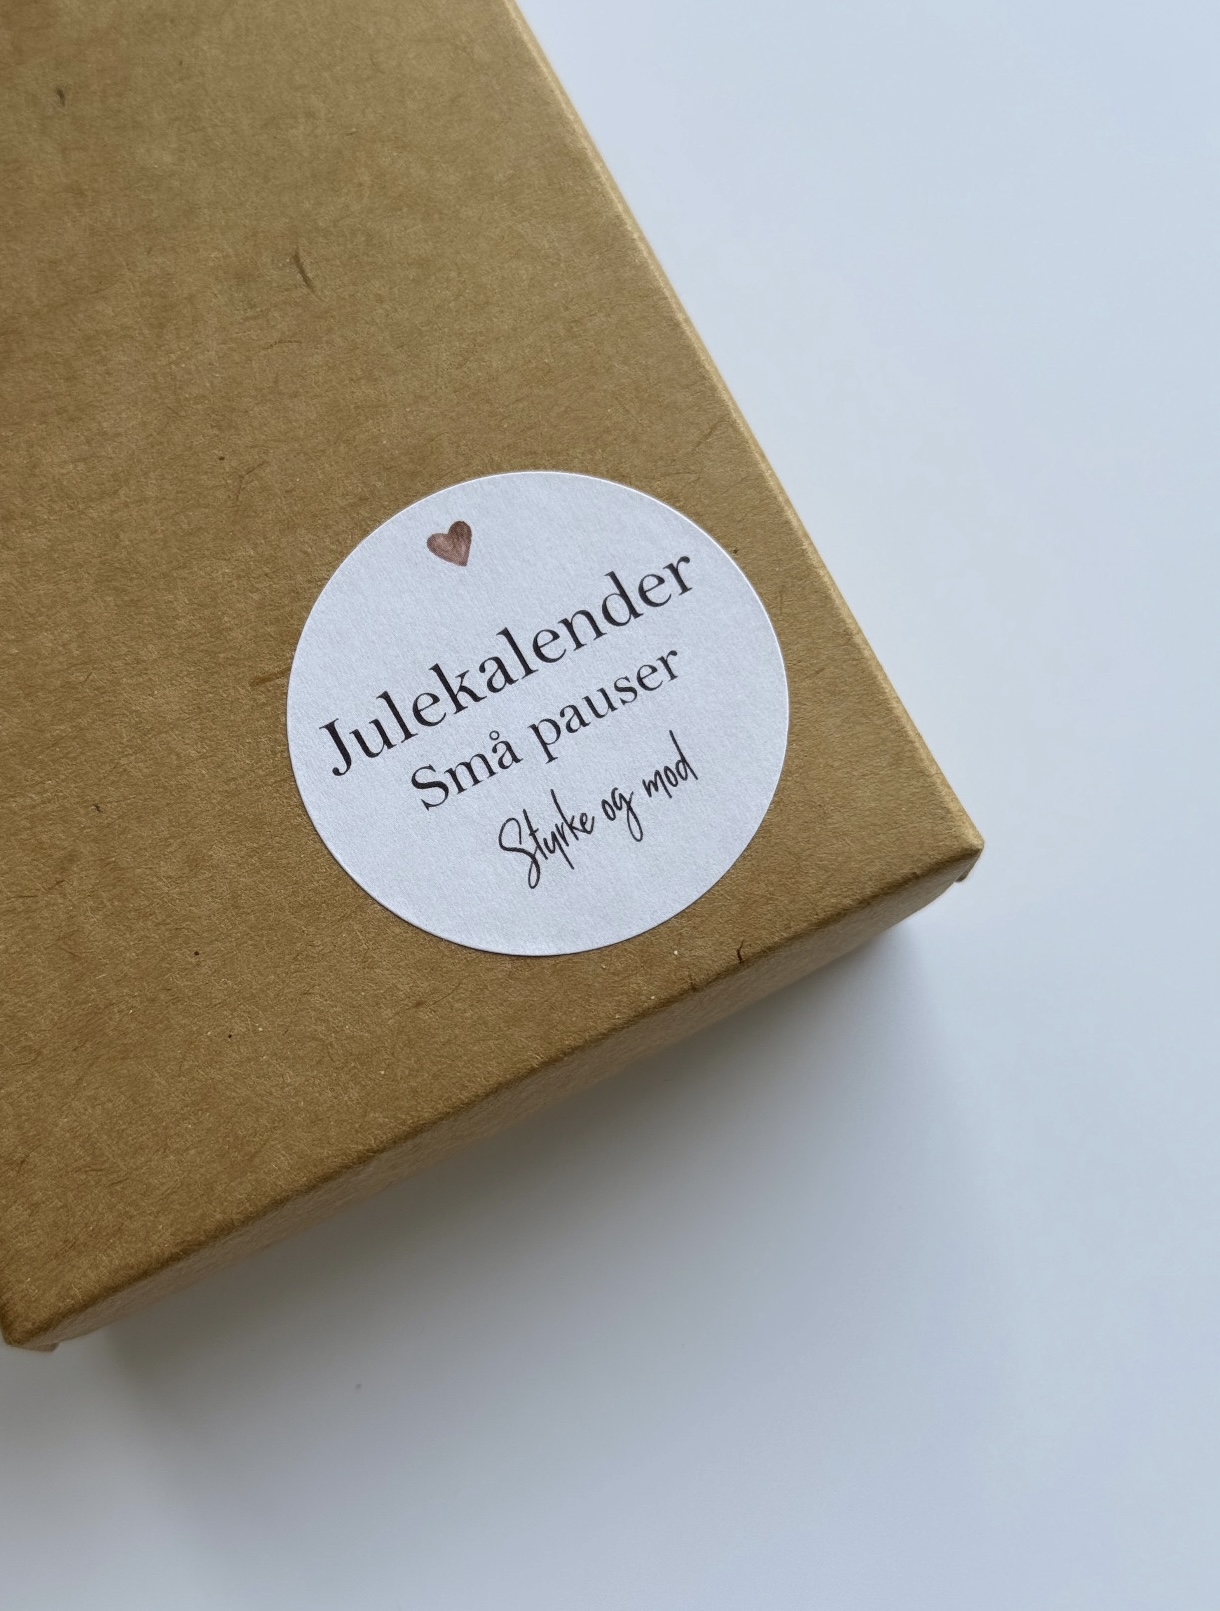 Julekalender
Små pauser
Styrke og mod